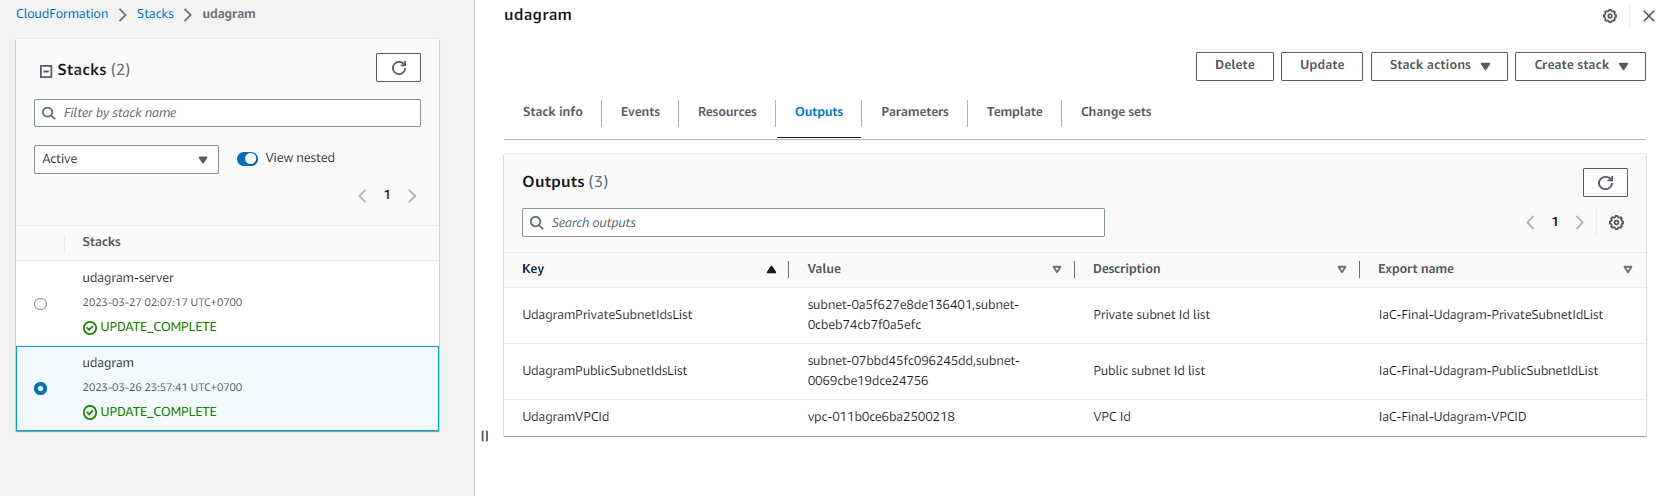 CloudFormation > Stacks > udagram
Stacks (2)
Filter by stack name
Active
View nested
1
Stacks
udagram-server
2023-03-27 02:07:17 UTC+0700
UPDATE_COMPLETE
udagram
2023-03-26 23:57:41 UTC+0700
UPDATE_COMPLETE
udagram
Delete Update Stack actions Create stack
Stack info Events Resources Outputs Parameters Template Change sets
Outputs (3)
Search outputs
1
Key Value Description Export name
UdagramPrivateSubnetIdsList subnet-0a5f627e8de136401,subnet-
0cbeb74cb7f0a5efc Private subnet Id list IaC-Final-Udagram-PrivateSubnetIdList
UdagramPublicSubnetIdsList subnet-07bbd45fc096245dd,subnet-
0069cbe19dce24756 Public subnet Id list IaC-Final-Udagram-PublicSubnetIdList
UdagramVPCId vpc-011b0ce6ba2500218 VPC Id IaC-Final-Udagram-VPCID